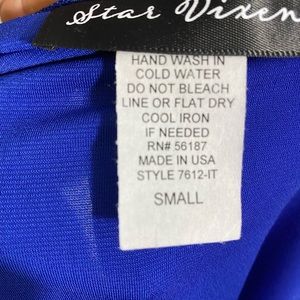 Star Vixen
HAND WASH IN
COLD WATER
DO NOT BLEACH
LINE OR FLAT DRY
COOL IRON
IF NEEDED
RN# 56187
MADE IN USA
STYLE 7612-IT
SMALL